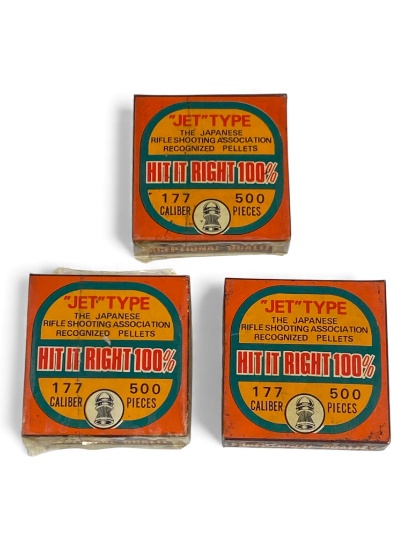 "JET" TYPE
THE JAPANESE
RIFLE SHOOTING ASSOCIATION
RECOGNIZED PELLETS
HIT IT RIGHT 100%
177 500
CALIBER PIECES
"JET" TYPE
THE JAPANESE
RIFLE SHOOTING ASSOCIATION
RECOGNIZED PELLETS
HIT IT RIGHT 100%
177 500
CALIBER PIECES
"JET" TYPE
THE JAPANESE
RIFLE SHOOTING ASSOCIATION
RECOGNIZED PELLETS
HIT IT RIGHT 100%
177 500
CALIBER PIECES